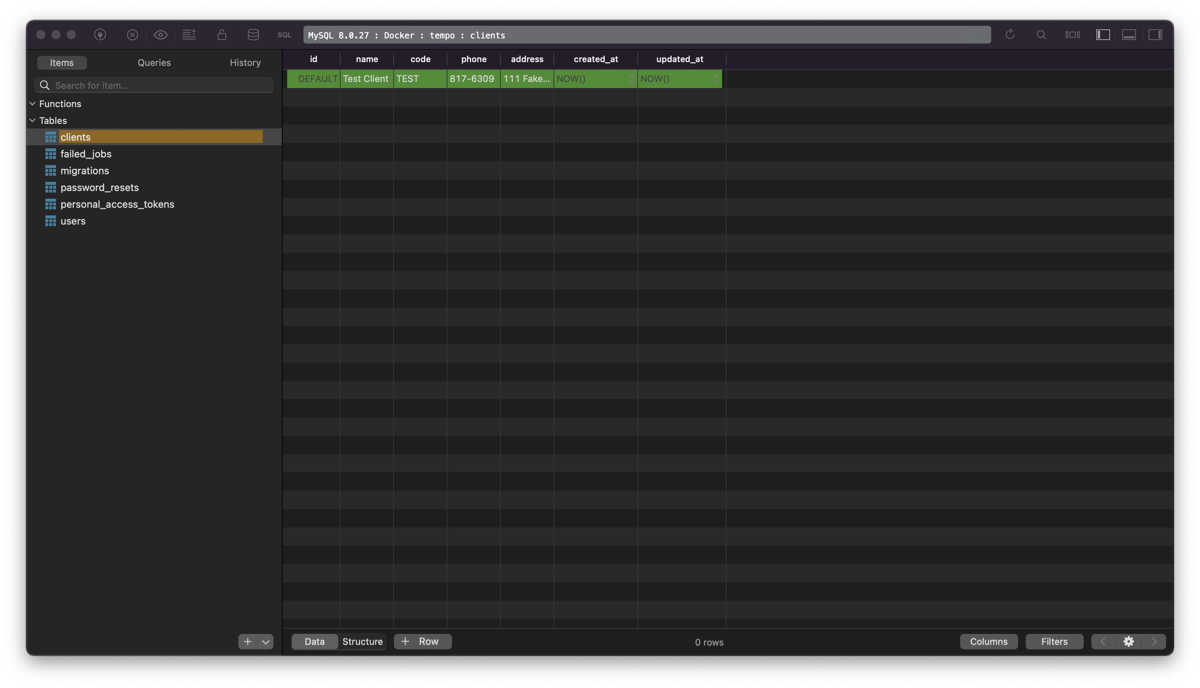 SQL
MySQL 8.0.27 : Docker : tempo : clients
Items Queries History
Search for item...
Functions
Tables
clients
failed_jobs
migrations
password_resets
personal_access_tokens
users
id name code phone address created_at updated_at
DEFAULT Test Client TEST 817-6309 111 Fake... NOW() NOW()
Data Structure + Row 0 rows Columns Filters